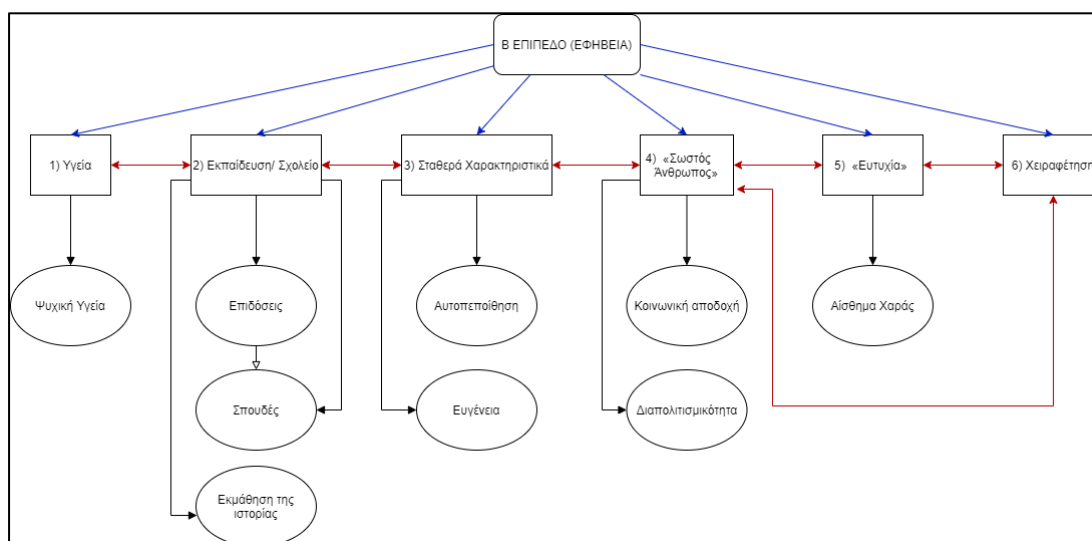 Β ΕΠΙΠΕΔΟ (ΕΦΗΒΕΙΑ)
1) Υγεία
2) Εκπαίδευση/ Σχολείο
3) Σταθερά Χαρακτηριστικά
4) «Σωστός
Άνθρωπος»
5) «Ευτυχία»
6) Χειραφέτηση
Ψυχική Υγεία
Επιδόσεις
Αυτοπεποίθηση
Κοινωνική αποδοχή
Αίσθημα Χαράς
Σπουδές
Ευγένεια
Διαπολιτισμικότητα
Εκμάθηση της
ιστορίας